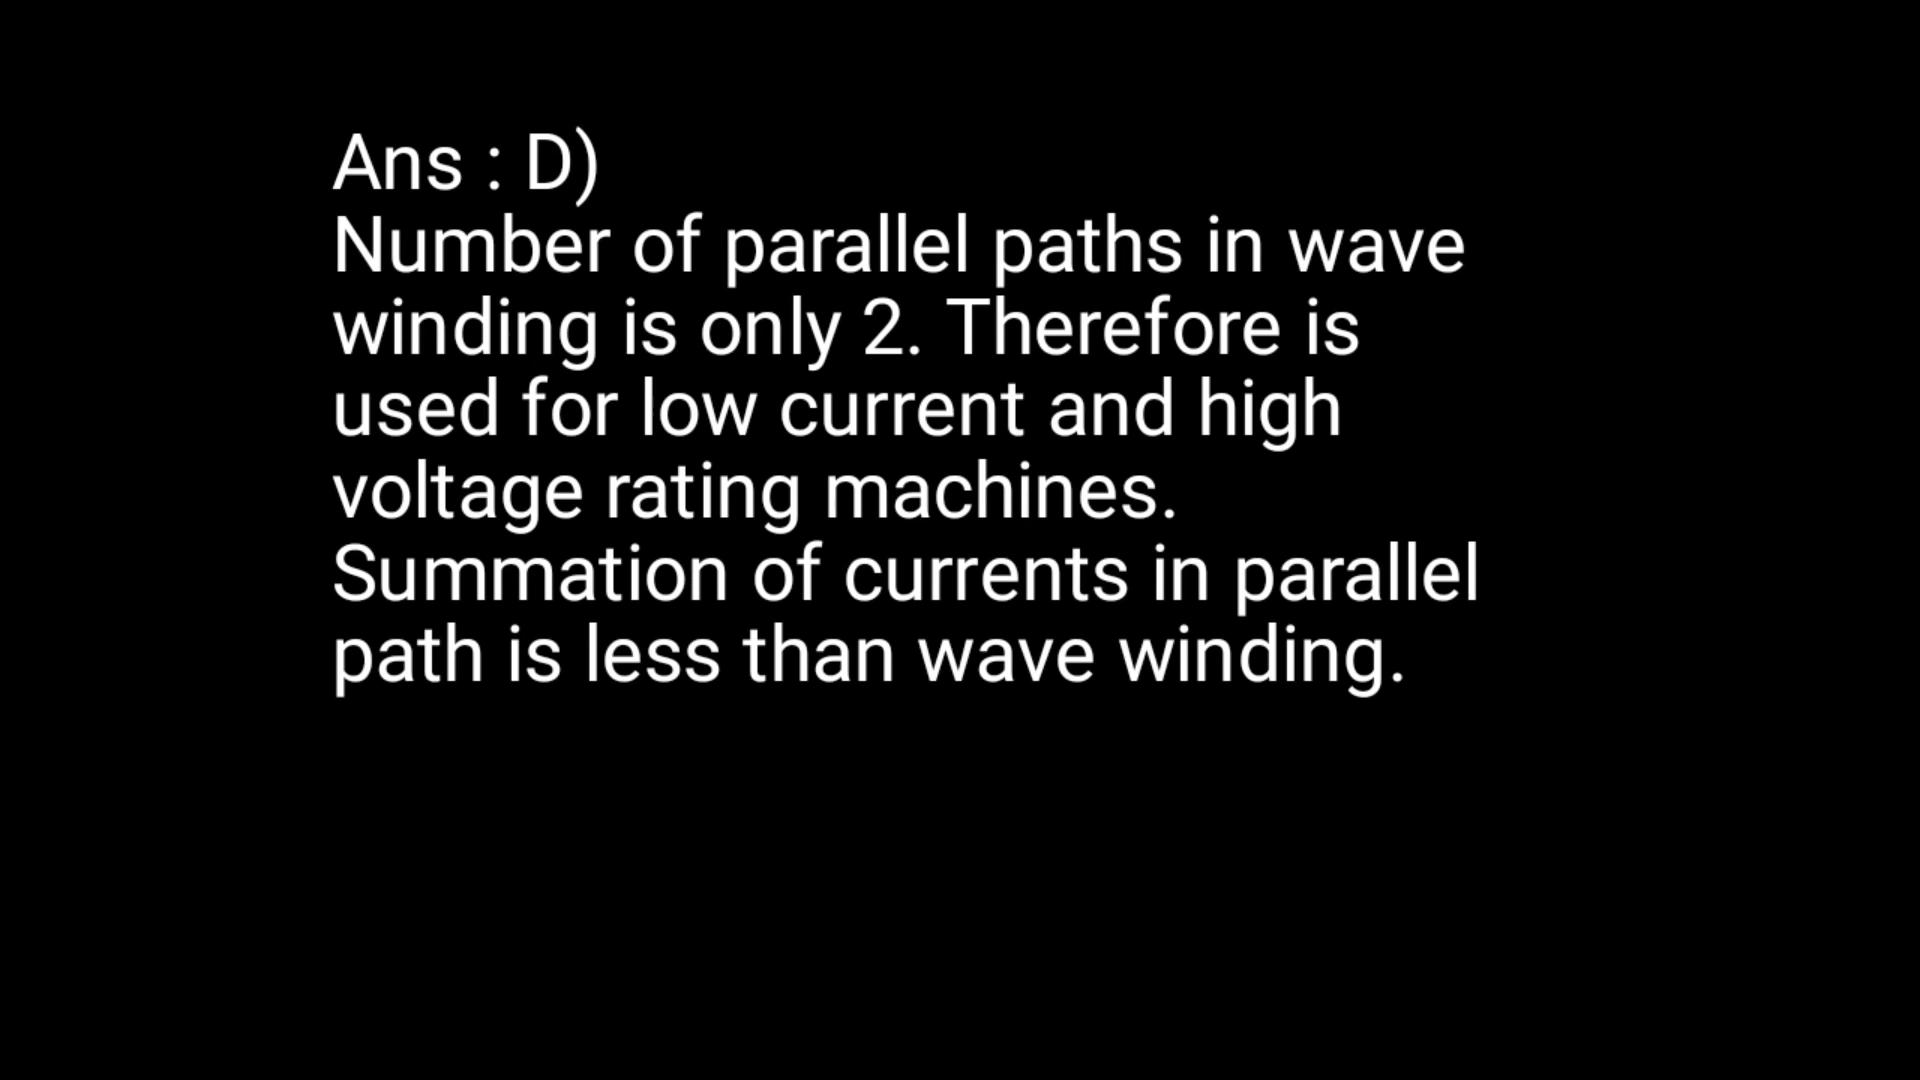 Ans : D)
Number of parallel paths in wave
winding is only 2. Therefore is
used for low current and high
voltage rating machines.
Summation of currents in parallel
path is less than wave winding.